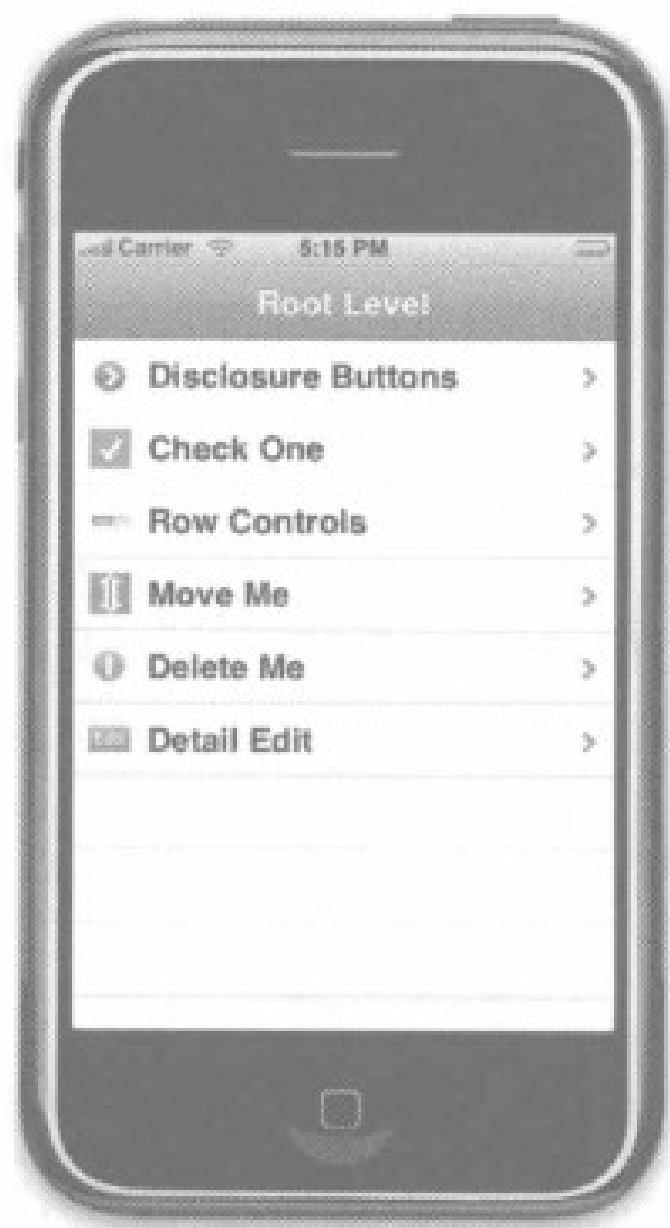 Carrier 5:15 PM
Root Level
Disclosure Buttons
Check One
Row Controls
Move Me
Delete Me
Detail Edit